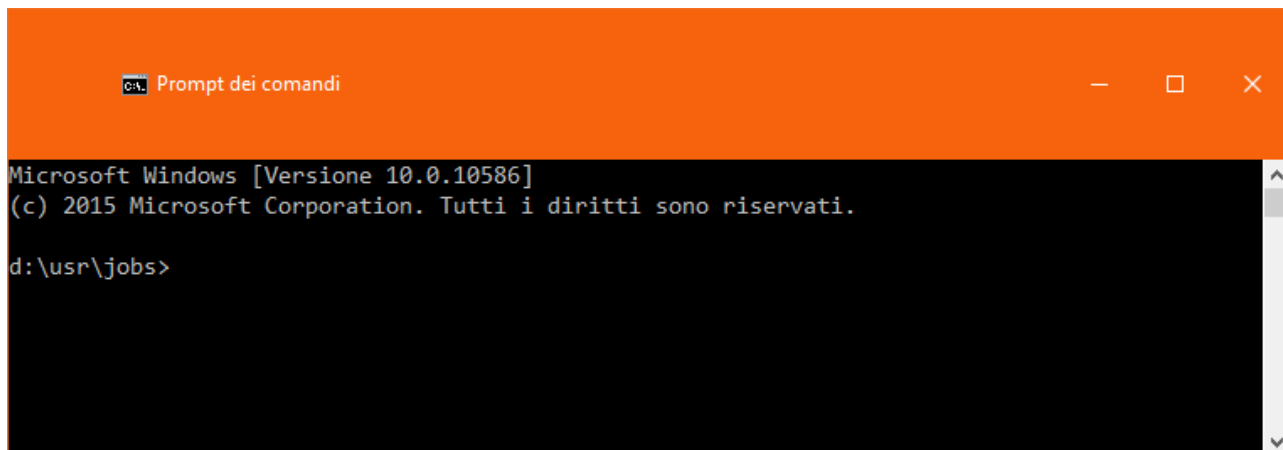 Prompt dei comandi
Microsoft Windows [Versione 10.0.10586]
(c) 2015 Microsoft Corporation. Tutti i diritti sono riservati.
d:\usr\jobs>